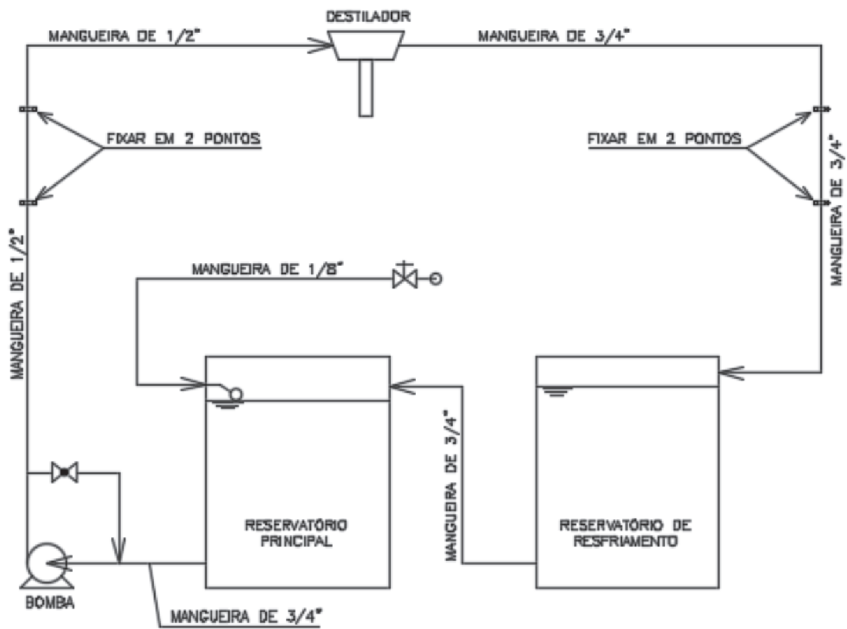 DESTILADOR
MANGUEIRA DE 1/2"
MANGUEIRA DE 3/4"
FIXAR EM 2 PONTOS
FIXAR EM 2 PONTOS
MANGUEIRA DE 3/4"
MANGUEIRA DE 1/2"
MANGUEIRA DE 1/8"
MANGUEIRA DE 3/4"
RESERVATÓRIO
PRINCIPAL
RESERVATÓRIO DE
RESFRIAMENTO
BOMBA
MANGUEIRA DE 3/4"